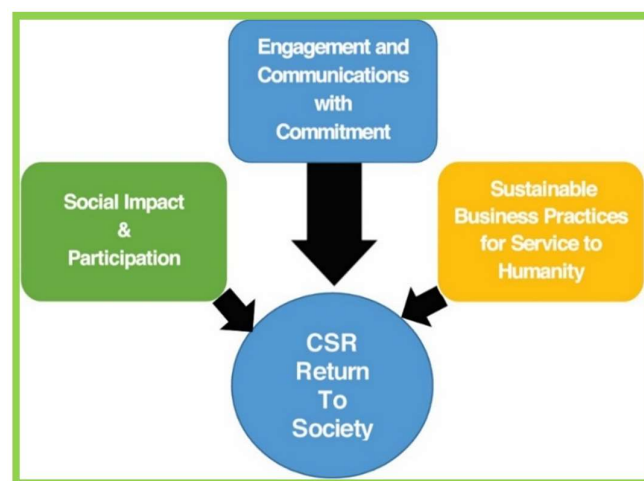 Engagement and
Communications
with
Commitment
Social Impact
&
Participation
Sustainable
Business Practices
for Service to
Humanity
CSR
Return
To
Society